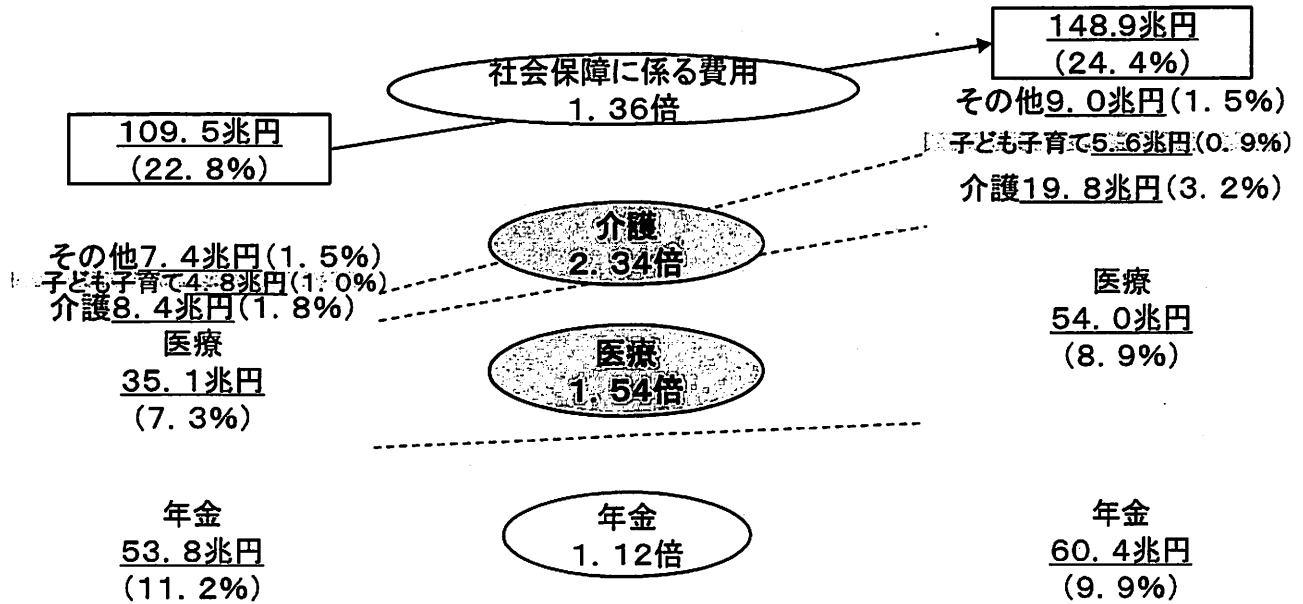 148.9兆円
(24. 4%)
社会保障に係る費用
1. 36倍
その他9. 0兆円(1. 5%)
109. 5兆円
(22. 8%)
子ども子育て5. 6兆円(0. 9%)
介護19. 8兆円(3. 2%)
介護
2. 34倍
その他7. 4兆円(1. 5%)
子ども子育て4. 8兆円(1. 0%)
介護8. 4兆円(1. 8%)
医療
35. 1兆円
(7. 3%)
医療
1. 54倍
医療
54. 0兆円
(8. 9%)
年金
53. 8兆円
(11. 2%)
年金
1. 12倍
年金
60. 4兆円
(9. 9%)